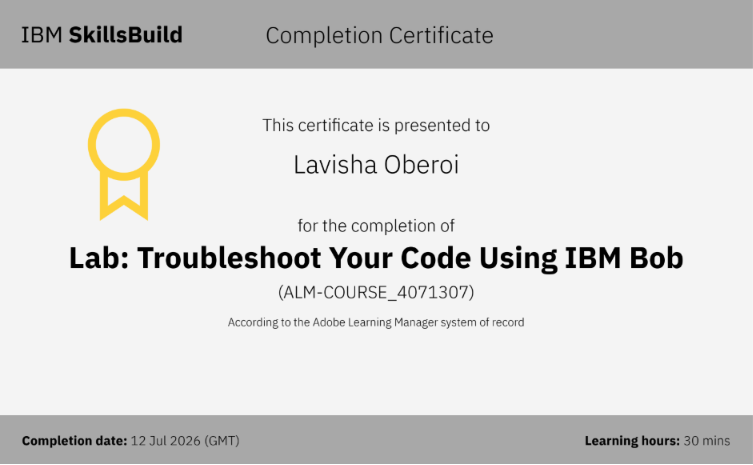 IBM SkillsBuild
Completion Certificate
This certificate is presented to
Lavisha Oberoi
for the completion of
Lab: Troubleshoot Your Code Using IBM Bob
(ALM-COURSE_4071307)
According to the Adobe Learning Manager system of record
Completion date: 12 Jul 2026 (GMT)
Learning hours: 30 mins